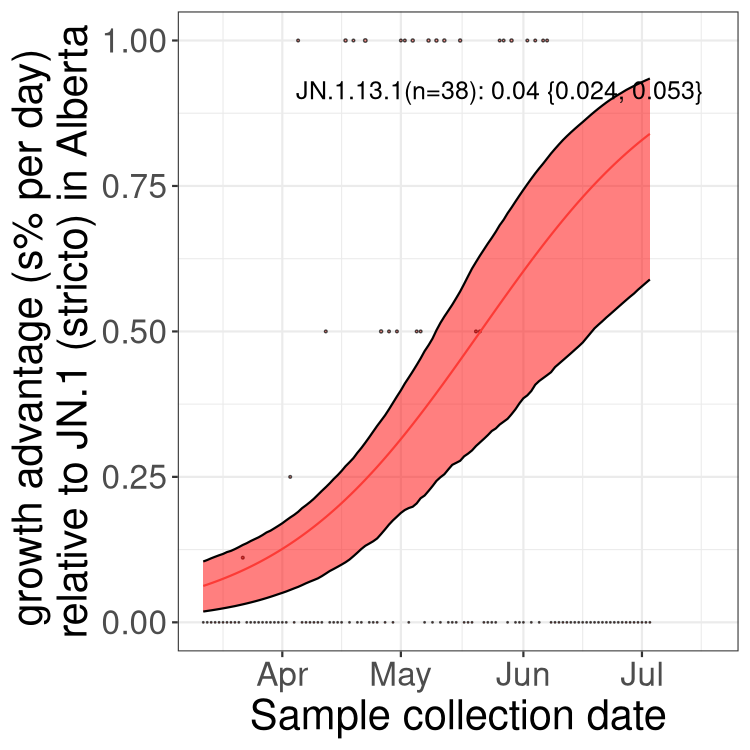 growth advantage (s% per day)
relative to JN.1 (stricto) in Alberta
1.00
0.75
0.50
0.25
0.00
JN.1.13.1(n=38): 0.04 {0.024, 0.053}
Apr May Jun Jul
Sample collection date